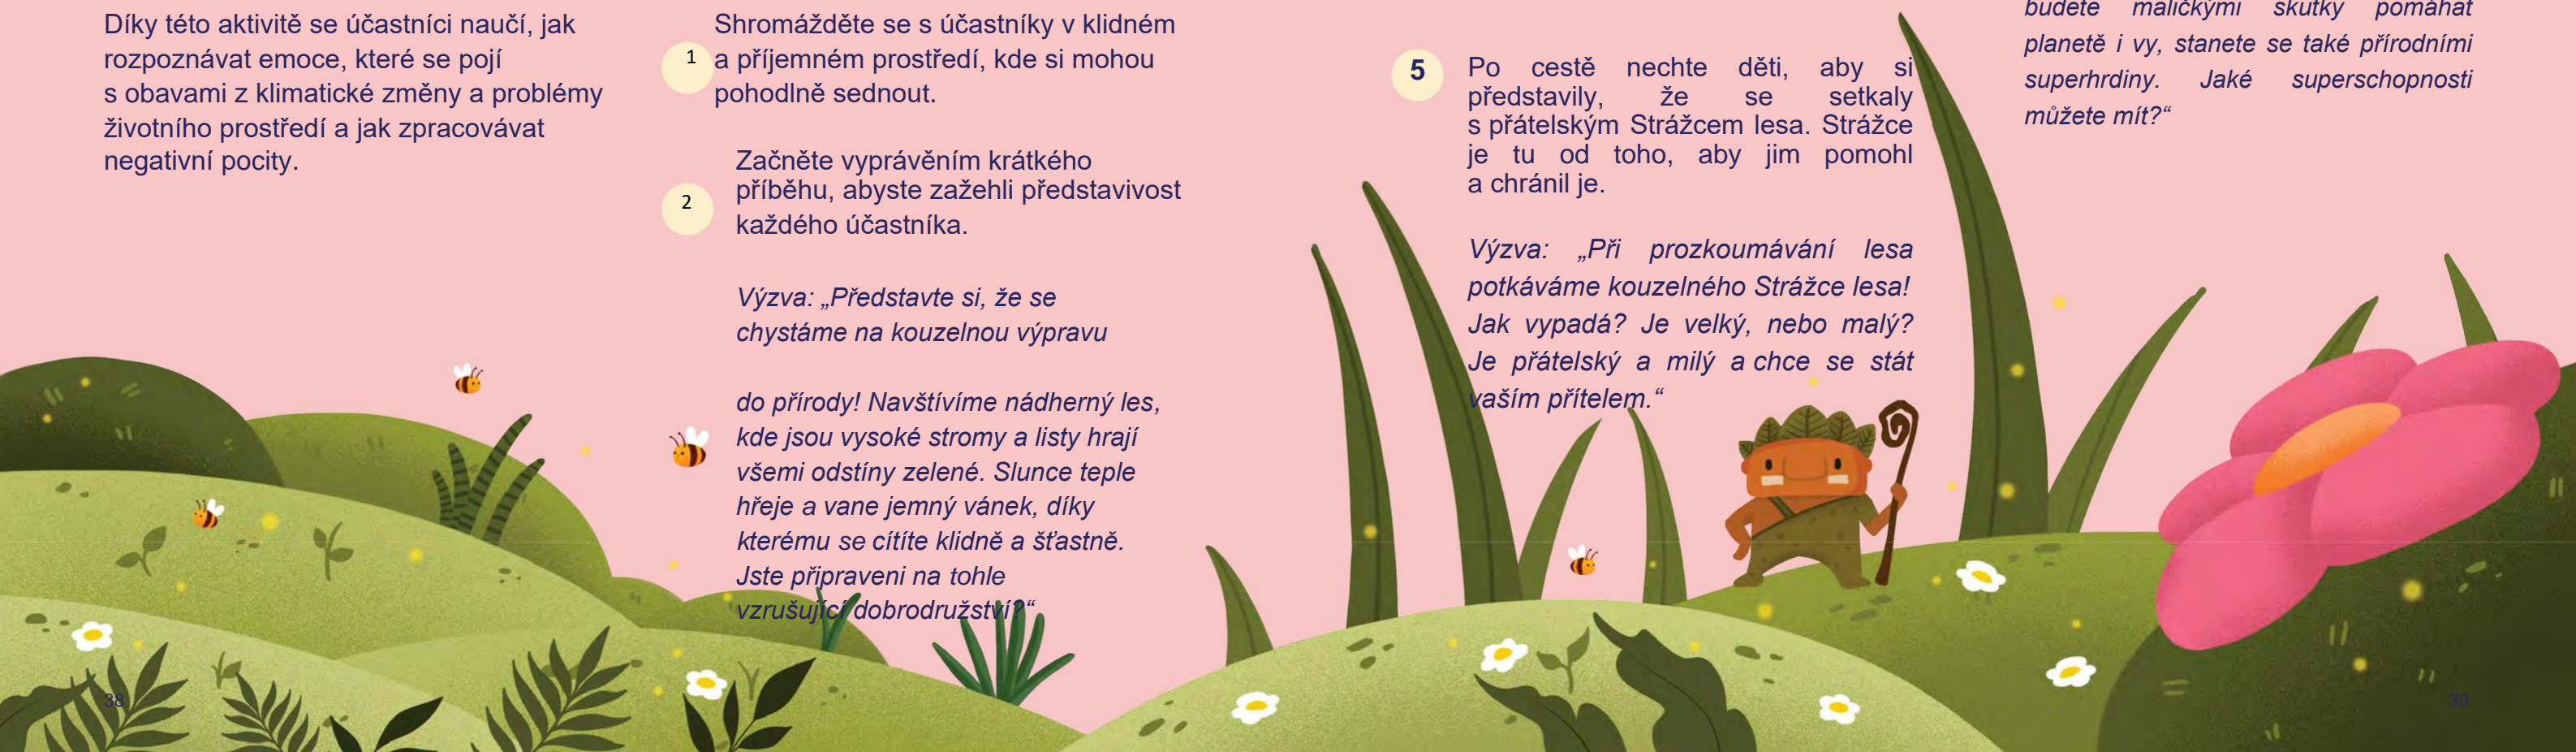 Díky této aktivitě se účastníci naučí, jak
rozpoznávat emoce, které se pojí
s obavami z klimatické změny a problémy
životního prostředí a jak zpracovávat
negativní pocity.
1
Shromážděte se s účastníky v klidném
a příjemném prostředí, kde si mohou
pohodlně sednout.
2
Začněte vyprávěním krátkého
příběhu, abyste zažehli představivost
každého účastníka.
Výzva: „Představte si, že se
chystáme na kouzelnou výpravu
do přírody! Navštívíme nádherný les,
kde jsou vysoké stromy a listy hrají
všemi odstíny zelené. Slunce teple
hřeje a vane jemný vánek, díky
kterému se cítíte klidně a šťastně.
Jste připraveni na tohle
vzrušující dobrodružství?“
38
5
Po cestě nechte děti, aby si
představily, že se setkaly
s přátelským Strážcem lesa. Strážce
je tu od toho, aby jim pomohl
a chránil je.
Výzva: „Při prozkoumávání lesa
potkáváme kouzelného Strážce lesa!
Jak vypadá? Je velký, nebo malý?
Je přátelský a milý a chce se stát
vaším přítelem.“
budete maličkými skutky pomáhat
planetě i vy, stanete se také přírodními
superhrdiny. Jaké superschopnosti
můžete mít?“
39